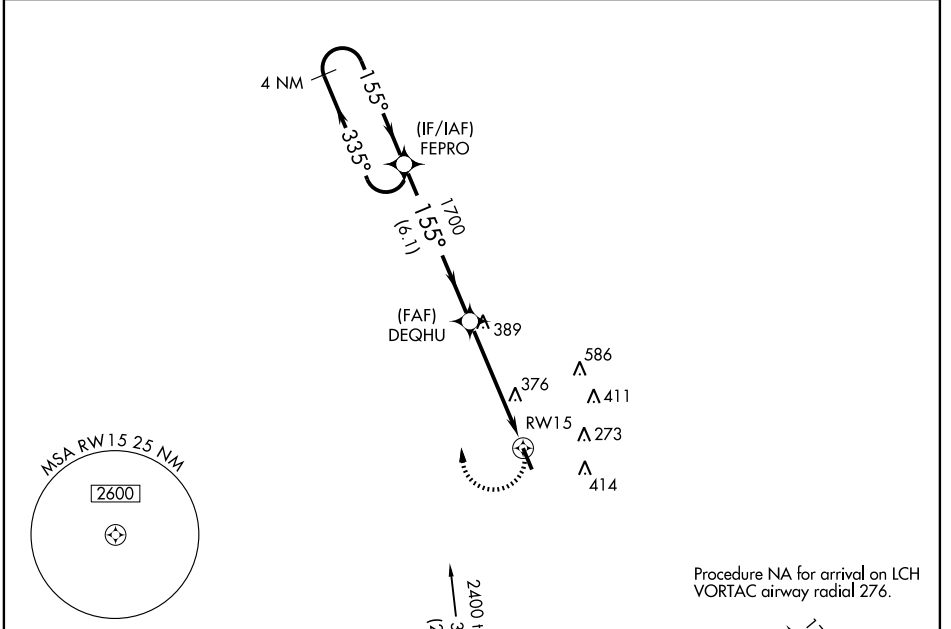 4 NM
155°
335°
(IF/IAF)
FEPRO
1700
155°
(6.1)
(FAF)
DEQHU
389
586
376
411
RW15
273
414
MSA RW15 25 NM
2600
Procedure NA for arrival on LCH
VORTAC airway radial 276.
2400